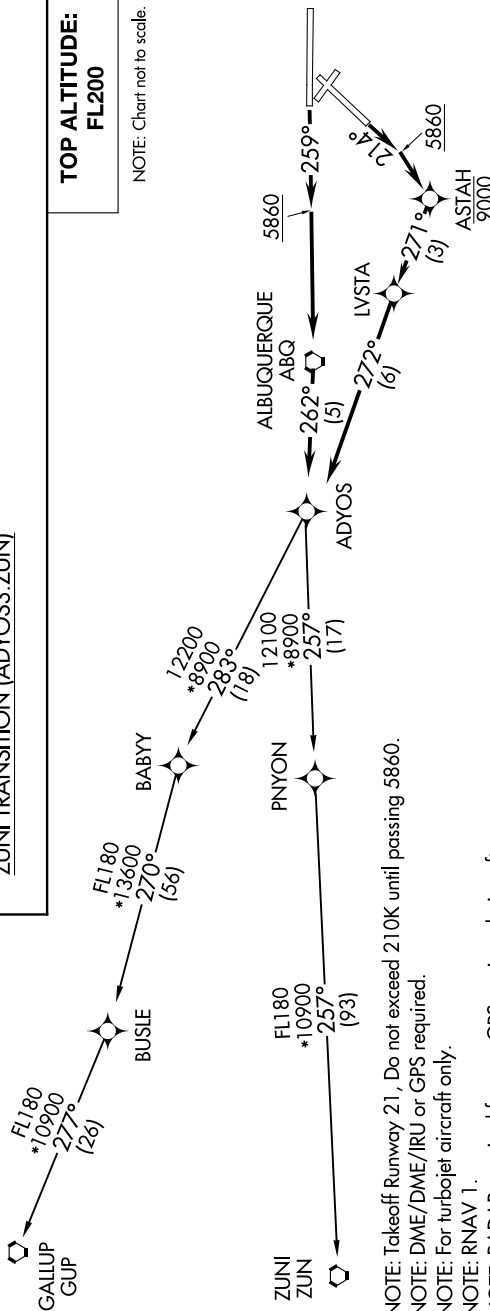 ZUNI TRANSITION (ADYOS3.ZUN)
TOP ALTITUDE:
FL200
NOTE: Chart not to scale.
GALLUP
GUP
FL180
*10900
277°
(26)
BUSLE
FL180
*13600
270°
(56)
BABYY
12200
*8900
283°
(18)
ZUNI
ZUN
FL180
*10900
257°
(93)
PNYON
12100
*8900
257°
(17)
ADYOS
ALBUQUERQUE
ABQ
262°
(5)
5860
259°
272°
(6)
LVSTA
271°
(3)
214°
5860
ASTAH
9000
NOTE: Takeoff Runway 21, Do not exceed 210K until passing 5860.
NOTE: DME/DME/IRU or GPS required.
NOTE: For turbojet aircraft only.
NOTE: RNAV 1.